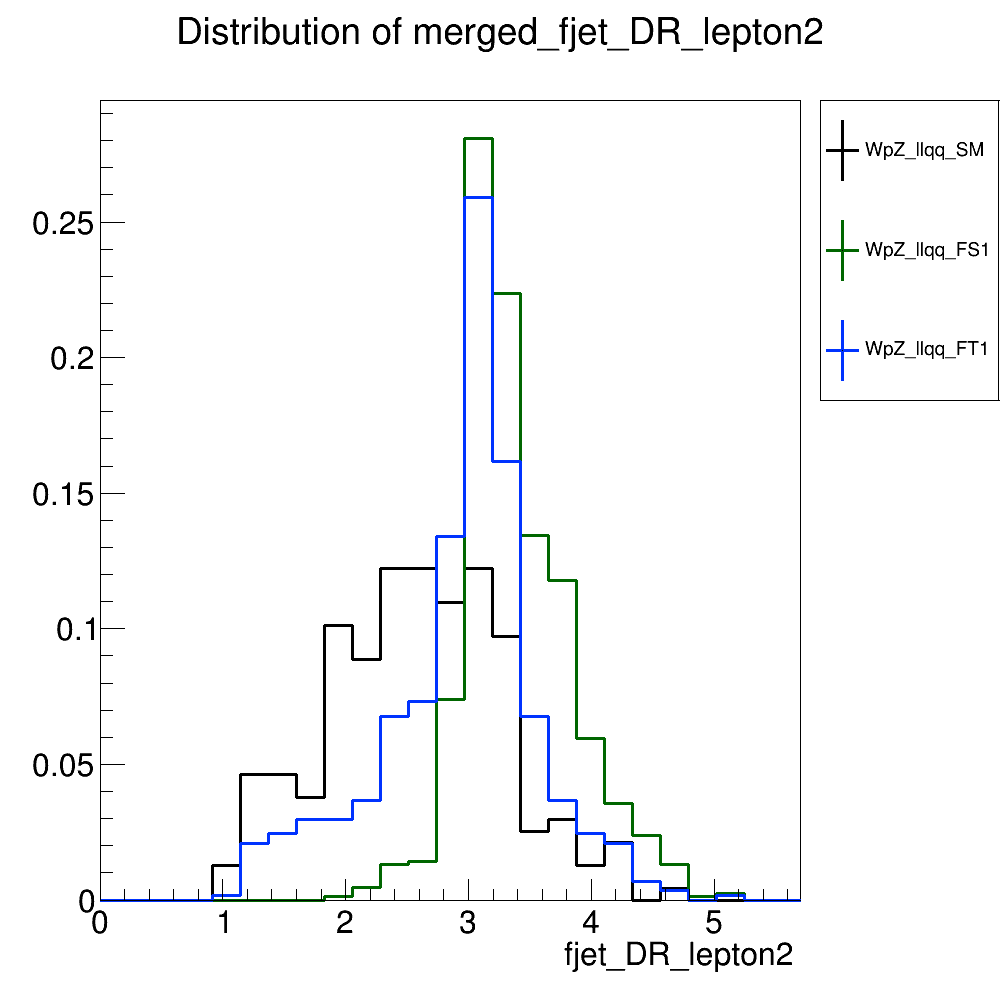 Distribution of merged_fjet_DR_lepton2
WpZ_llqq_SM
WpZ_llqq_FS1
WpZ_llqq_FT1
0.25
0.2
0.15
0.1
0.05
0
0 1 2 3 4 5
fjet_DR_lepton2